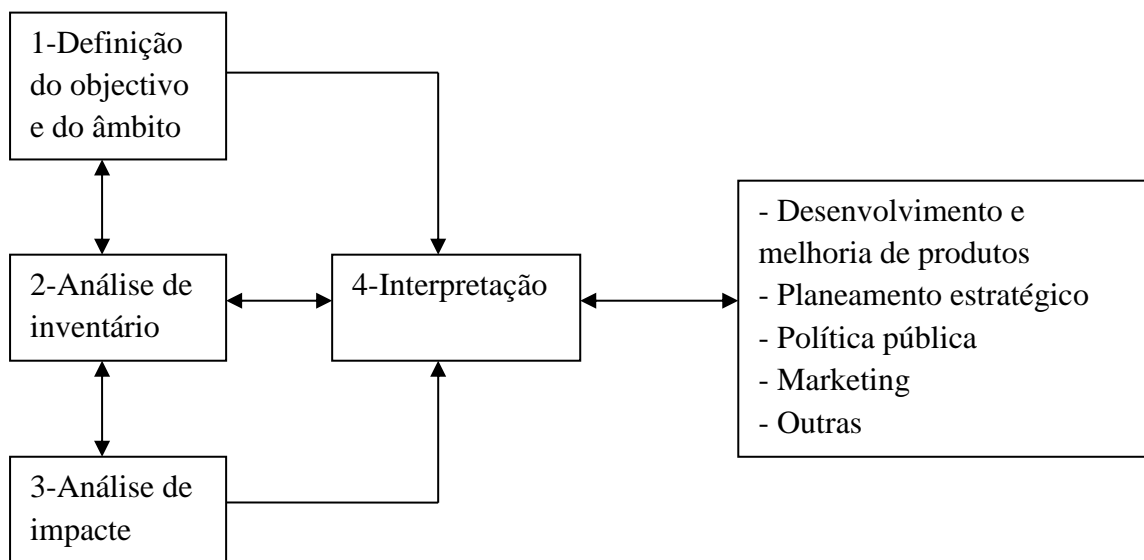 1-Definição
do objectivo
e do âmbito
2-Análise de
inventário
3-Análise de
impacte
4-Interpretação
- Desenvolvimento e
melhoria de produtos
- Planeamento estratégico
- Política pública
- Marketing
- Outras